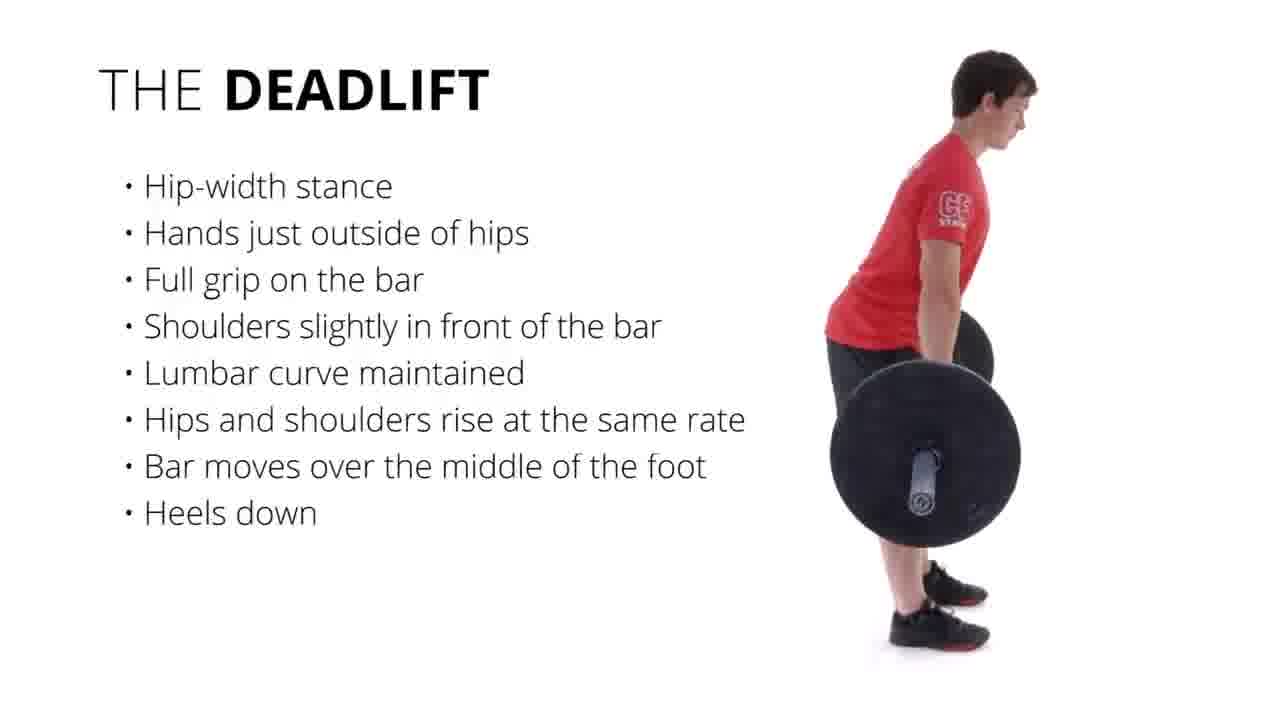 THE DEADLIFT
• Hip-width stance
• Hands just outside of hips
• Full grip on the bar
• Shoulders slightly in front of the bar
• Lumbar curve maintained
• Hips and shoulders rise at the same rate
• Bar moves over the middle of the foot
• Heels down